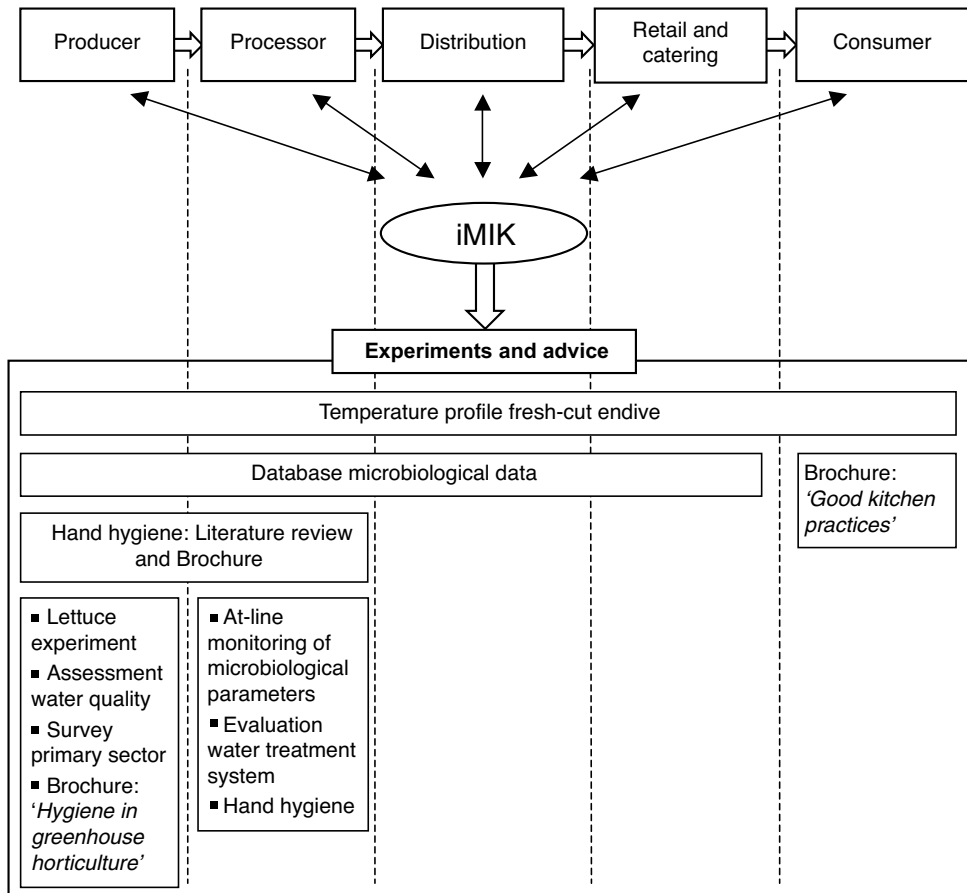 Producer
Processor
Distribution
Retail and
catering
Consumer
iMIK
Experiments and advice
Temperature profile fresh-cut endive
Database microbiological data
Brochure:
‘Good kitchen
practices’
Hand hygiene: Literature review
and Brochure
▪ Lettuce
experiment
▪ Assessment
water quality
▪ Survey
primary sector
▪ Brochure:
‘Hygiene in
greenhouse
horticulture’
▪ At-line
monitoring of
microbiological
parameters
▪ Evaluation
water treatment
system
▪ Hand hygiene